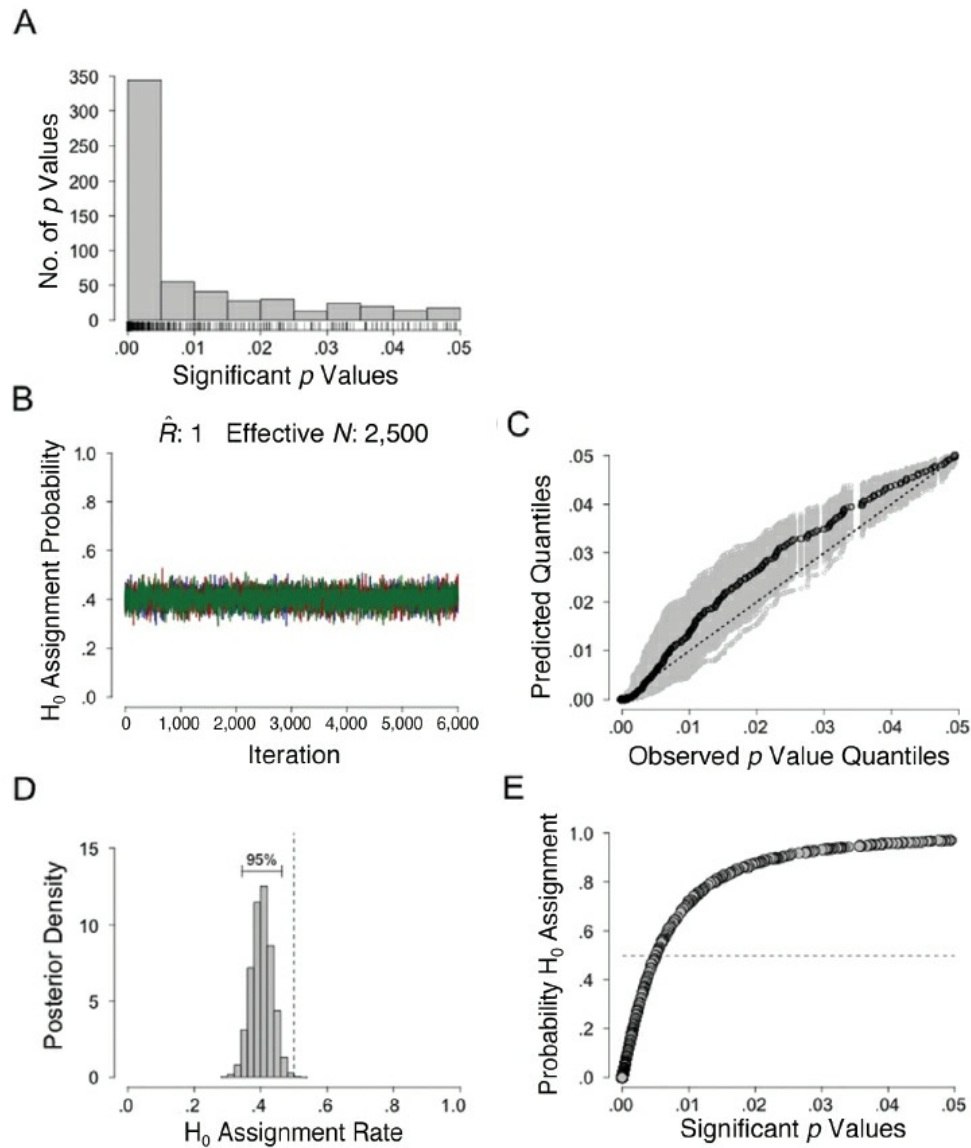 A
350
300
250
200
150
100
50
0
No. of p Values
.00 .01 .02 .03 .04 .05
Significant p Values
B
R̂: 1 Effective N: 2,500
1.0
.8
.6
.4
.2
.0
H₀ Assignment Probability
0 1,000 2,000 3,000 4,000 5,000 6,000
Iteration
C
.05
.04
.03
.02
.01
.00
Predicted Quantiles
.00 .01 .02 .03 .04 .05
Observed p Value Quantiles
D
15
10
5
0
Posterior Density
95%
.0 .2 .4 .6 .8 1.0
H₀ Assignment Rate
E
1.0
.8
.6
.4
.2
.0
Probability H₀ Assignment
.00 .01 .02 .03 .04 .05
Significant p Values